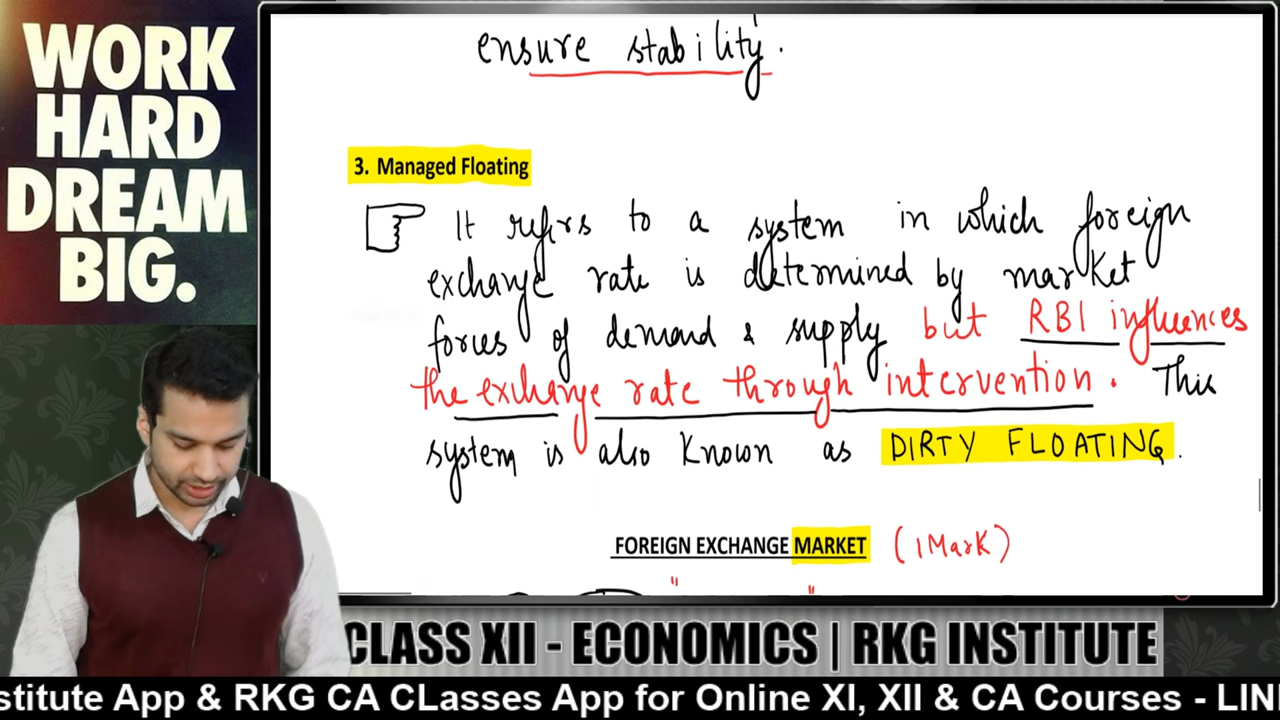 WORK
HARD
DREAM
BIG.
ensure stability.
3. Managed Floating
It refers to a system in which foreign
exchange rate is determined by market
forces of demand & supply but RBI influences
the exchange rate through intervention. This
system is also known as DIRTY FLOATING.
FOREIGN EXCHANGE MARKET (1 Mark)
CLASS XII - ECONOMICS | RKG INSTITUTE
stitute App & RKG CA CLasses App for Online XI, XII & CA Courses - LIN